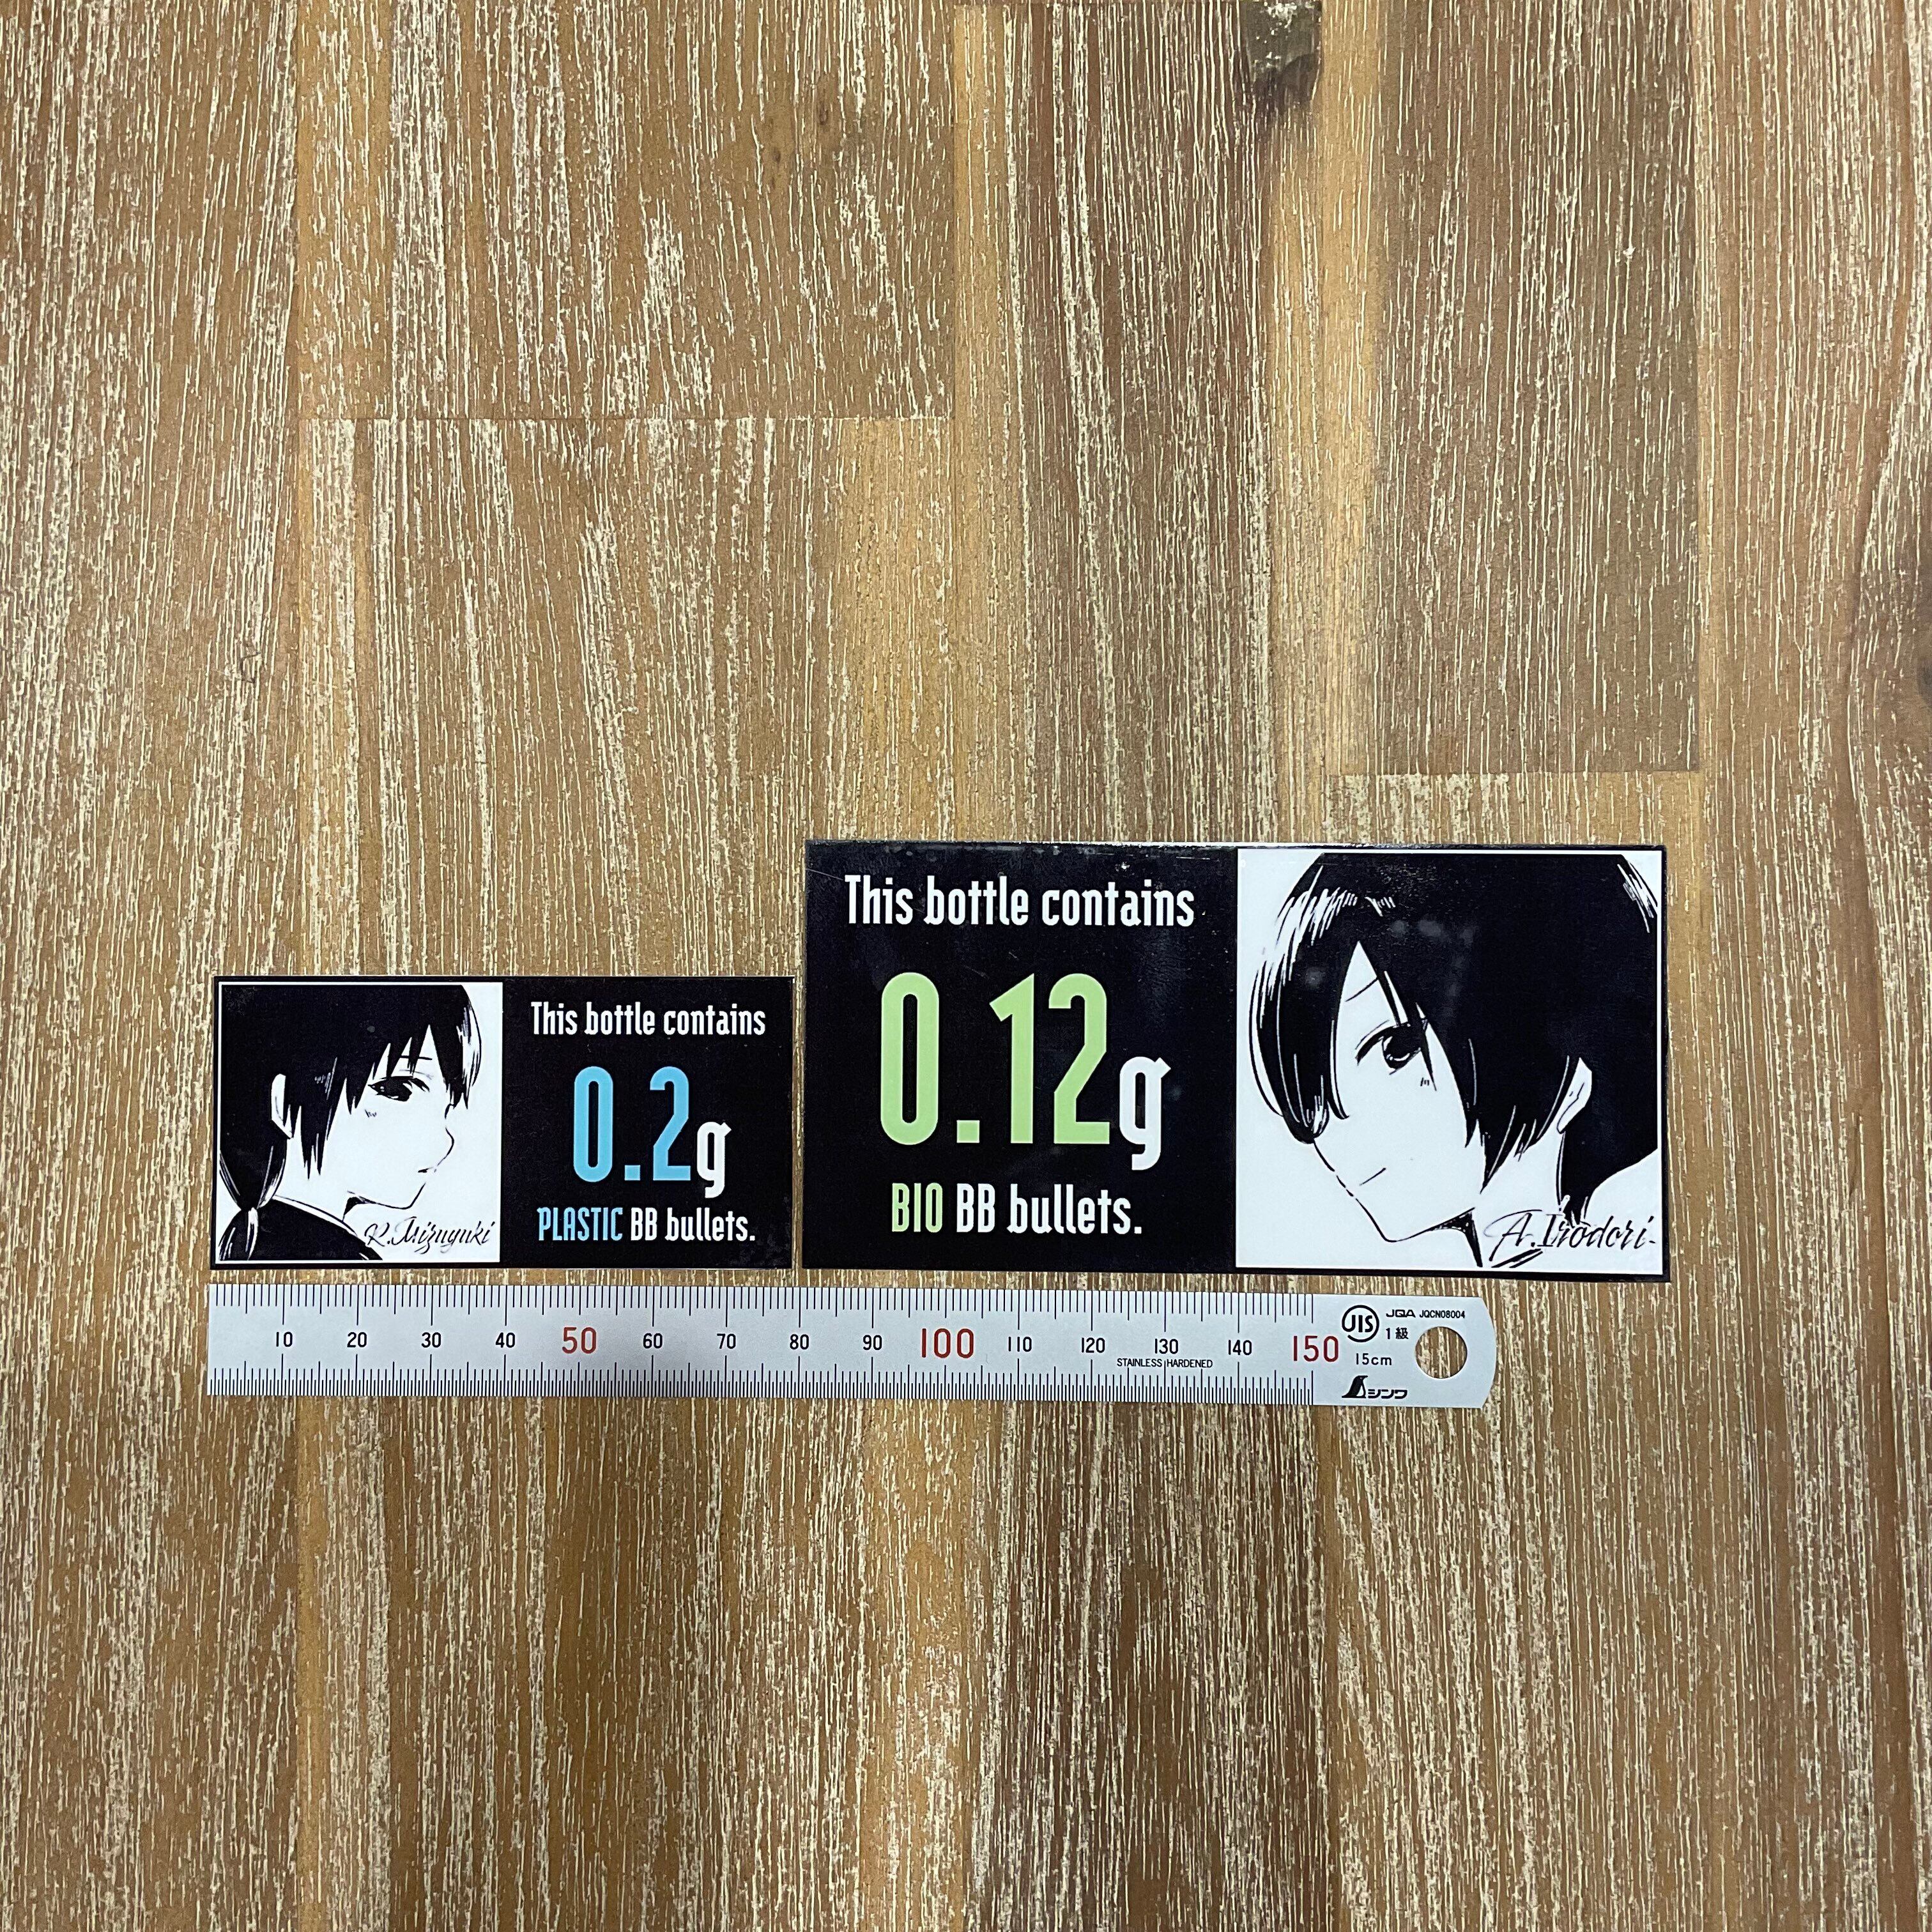 This bottle contains
0.2g
PLASTIC BB bullets.
R.Mizuyuki
This bottle contains
0.12g
BIO BB bullets.
A.Irodori
10 20 30 40 50 60 70 80 90 100 110 120 130 140 150
STAINLESS HARDENED
JIS
JQA JQCN08004
1級
15cm
シンワ